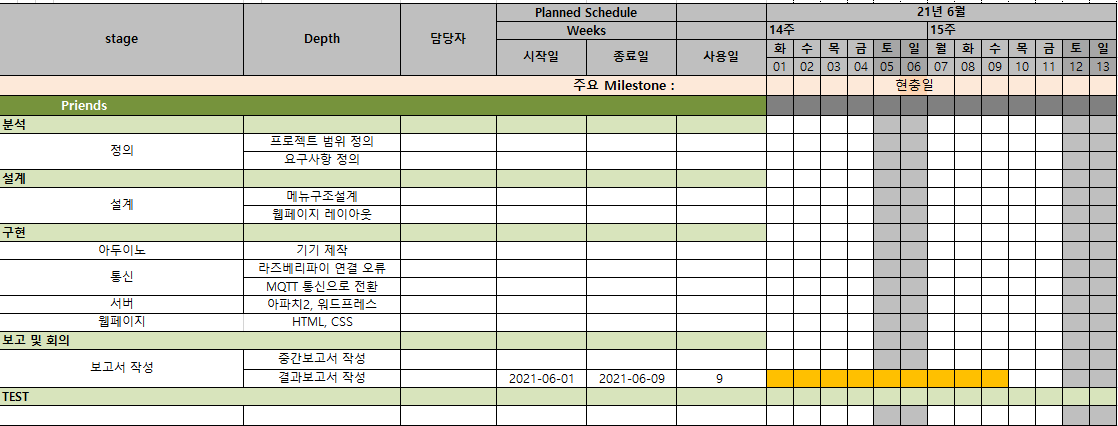 stage Depth 담당자 Planned Schedule 21년 6월
Weeks 14주 15주
시작일 종료일 사용일 화 수 목 금 토 일 월 화 수 목 금 토 일
01 02 03 04 05 06 07 08 09 10 11 12 13
주요 Milestone : 현충일
Priends
분석
정의 프로젝트 범위 정의
요구사항 정의
설계
설계 메뉴구조설계
웹페이지 레이아웃
구현
아두이노 기기 제작
통신 라즈베리파이 연결 오류
MQTT 통신으로 전환
서버 아파치2, 워드프레스
웹페이지 HTML, CSS
보고 및 회의
보고서 작성 중간보고서 작성
결과보고서 작성 2021-06-01 2021-06-09 9
TEST